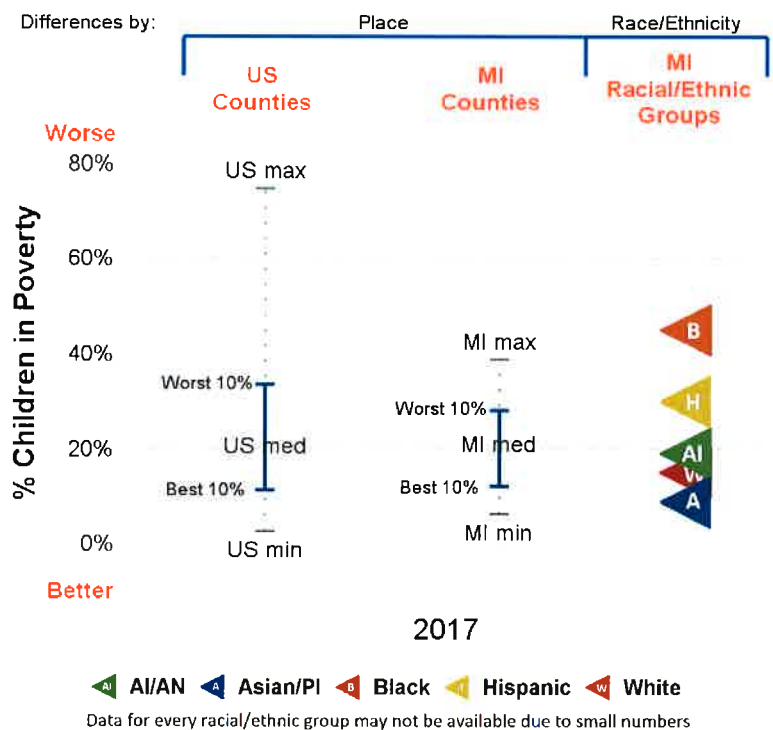 Differences by:
Place
Race/Ethnicity
US
Counties
MI
Counties
MI
Racial/Ethnic
Groups
Worse
% Children in Poverty
80%
60%
40%
20%
0%
Better
US max
Worst 10%
US med
Best 10%
US min
MI max
Worst 10%
MI med
Best 10%
MI min
B
H
AI
W
A
2017
AI AI/AN A Asian/PI B Black Hispanic W White
Data for every racial/ethnic group may not be available due to small numbers